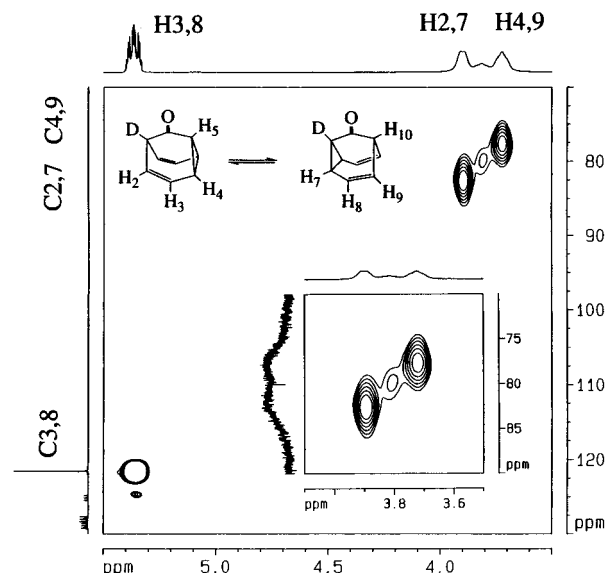 H3,8
H2,7 H4,9
C2,7 C4,9
C3,8
O
D
H5
H2
H3
H4
O
D
H10
H7
H8
H9
80
90
100
110
120
ppm
75
80
85
ppm
ppm 3.8 3.6
ppm 5.0 4.5 4.0